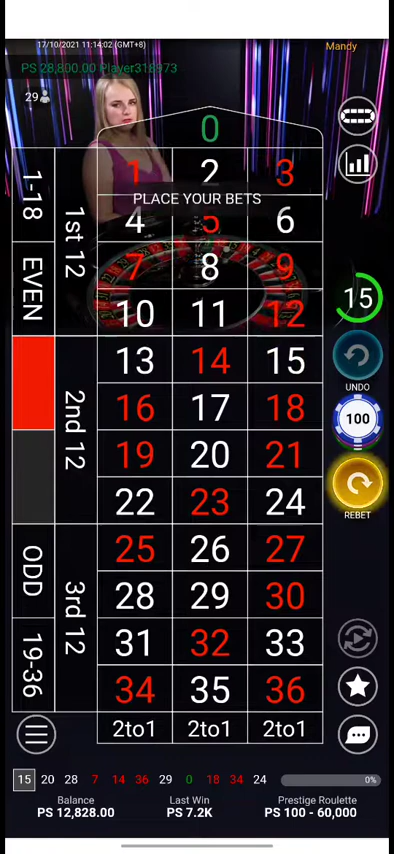 17/10/2021 11:14:02 (GMT+8)
Mandy
PS 28,800.00 Player318973
29
0
1 2 3
PLACE YOUR BETS
4 5 6
7 8 9
10 11 12
13 14 15
16 17 18
19 20 21
22 23 24
25 26 27
28 29 30
31 32 33
34 35 36
2to1 2to1 2to1
1-18
EVEN
ODD
19-36
1st 12
2nd 12
3rd 12
15
UNDO
100
REBET
15 20 28 7 14 36 29 0 18 34 24
0%
Balance
PS 12,828.00
Last Win
PS 7.2K
Prestige Roulette
PS 100 - 60,000